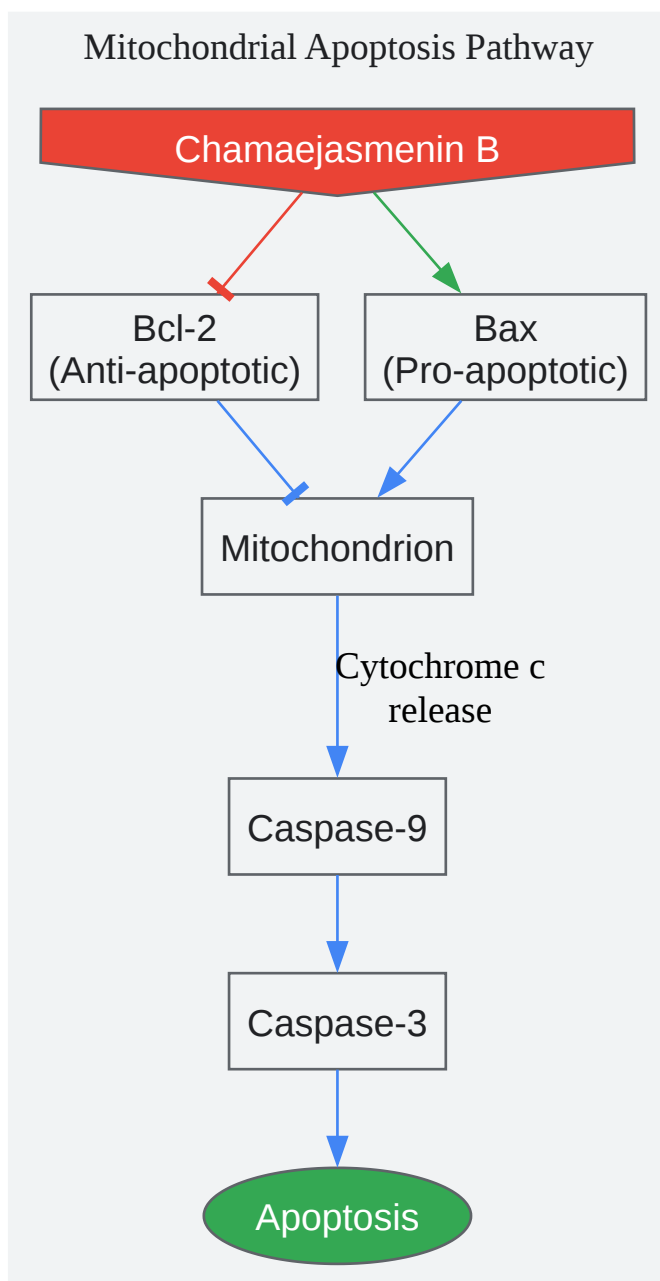 Mitochondrial Apoptosis Pathway
Chamaejasmenin B
Bcl-2
(Anti-apoptotic)
Bax
(Pro-apoptotic)
Mitochondrion
Cytochrome c
release
Caspase-9
Caspase-3
Apoptosis